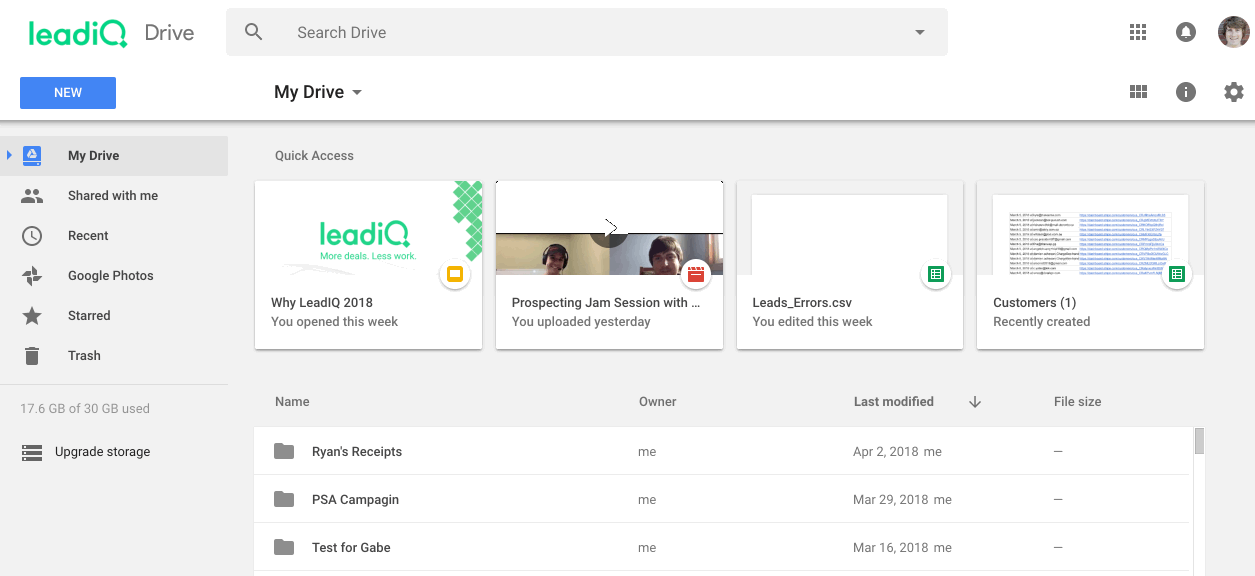 leadiQ Drive
Search Drive
NEW
My Drive
My Drive
Shared with me
Recent
Google Photos
Starred
Trash
17.6 GB of 30 GB used
Upgrade storage
Quick Access
leadiQ
More deals. Less work.
Why LeadIQ 2018
You opened this week
Prospecting Jam Session with ...
You uploaded yesterday
Leads_Errors.csv
You edited this week
Customers (1)
Recently created
Name Owner Last modified File size
Ryan's Receipts me Apr 2, 2018 me —
PSA Campagin me Mar 29, 2018 me —
Test for Gabe me Mar 16, 2018 me —